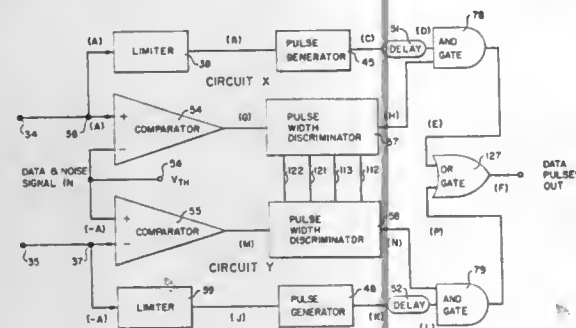 (A)
LIMITER
38
(B)
PULSE
GENERATOR
45
(C)
51
DELAY
(D)
AND
GATE
78
CIRCUIT X
34
36
(A)
+
−
COMPARATOR
54
(G)
PULSE
WIDTH
DISCRIMINATOR
57
(H)
(E)
DATA & NOISE
SIGNAL IN
56
V TH
122
121
113
112
OR
GATE
127
(F)
DATA
PULSES
OUT
(-A)
+
−
COMPARATOR
55
(M)
PULSE
WIDTH
DISCRIMINATOR
58
(N)
(P)
35
37
CIRCUIT Y
(-A)
LIMITER
39
(J)
PULSE
GENERATOR
48
(K)
52
DELAY
(L)
AND
GATE
79